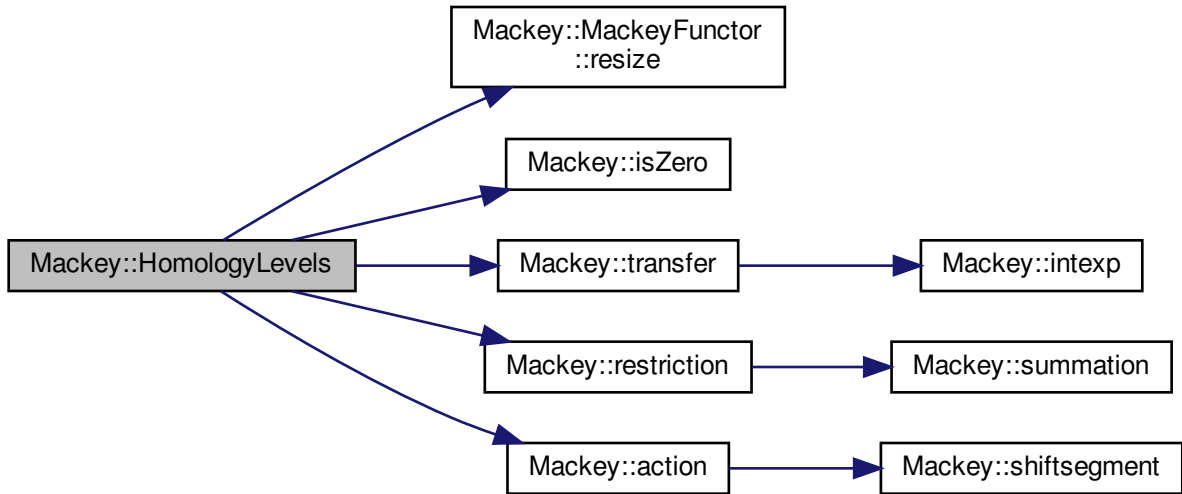 Mackey::MackeyFunctor
::resize
Mackey::isZero
Mackey::HomologyLevels
Mackey::transfer
Mackey::intexp
Mackey::restriction
Mackey::summation
Mackey::action
Mackey::shiftsegment